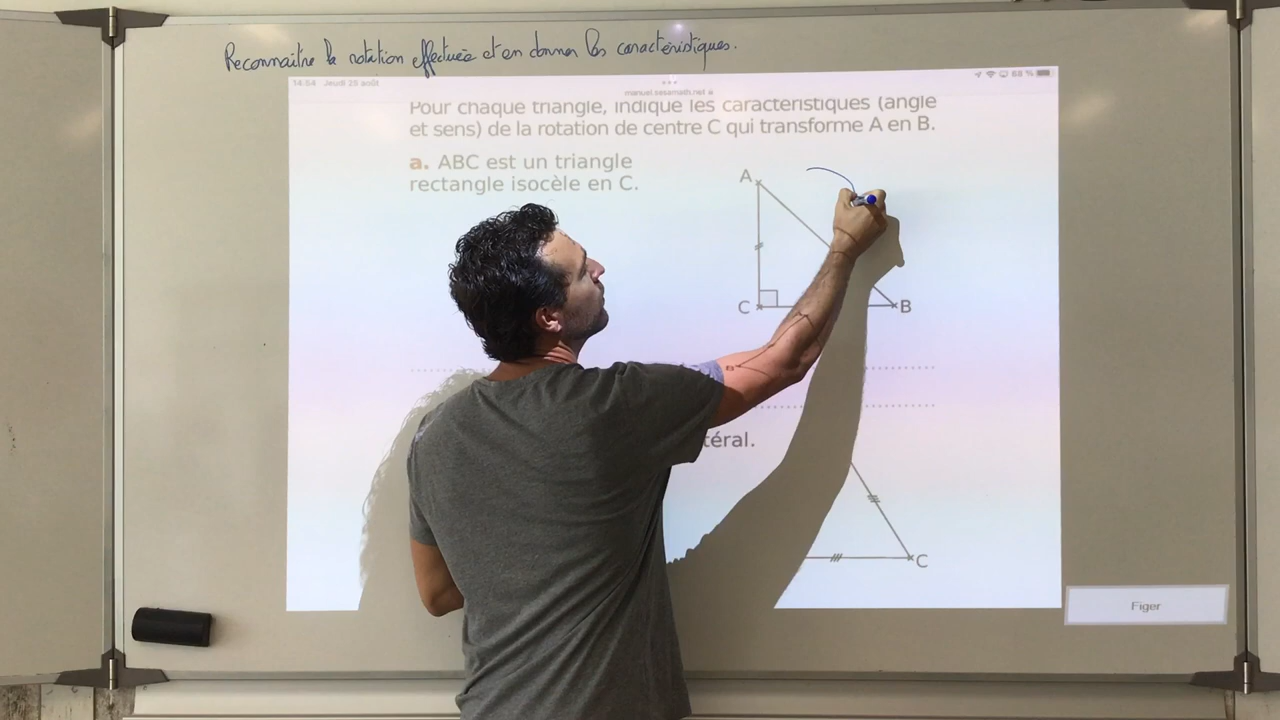 Reconnaitre la rotation effectuée et en donner les caractéristiques.
14:54 Jeudi 25 août
68 %
manuel.sesamath.net
Pour chaque triangle, indique les caractéristiques (angle
et sens) de la rotation de centre C qui transforme A en B.
a. ABC est un triangle
rectangle isocèle en C.
A
C
B
téral.
C
Figer